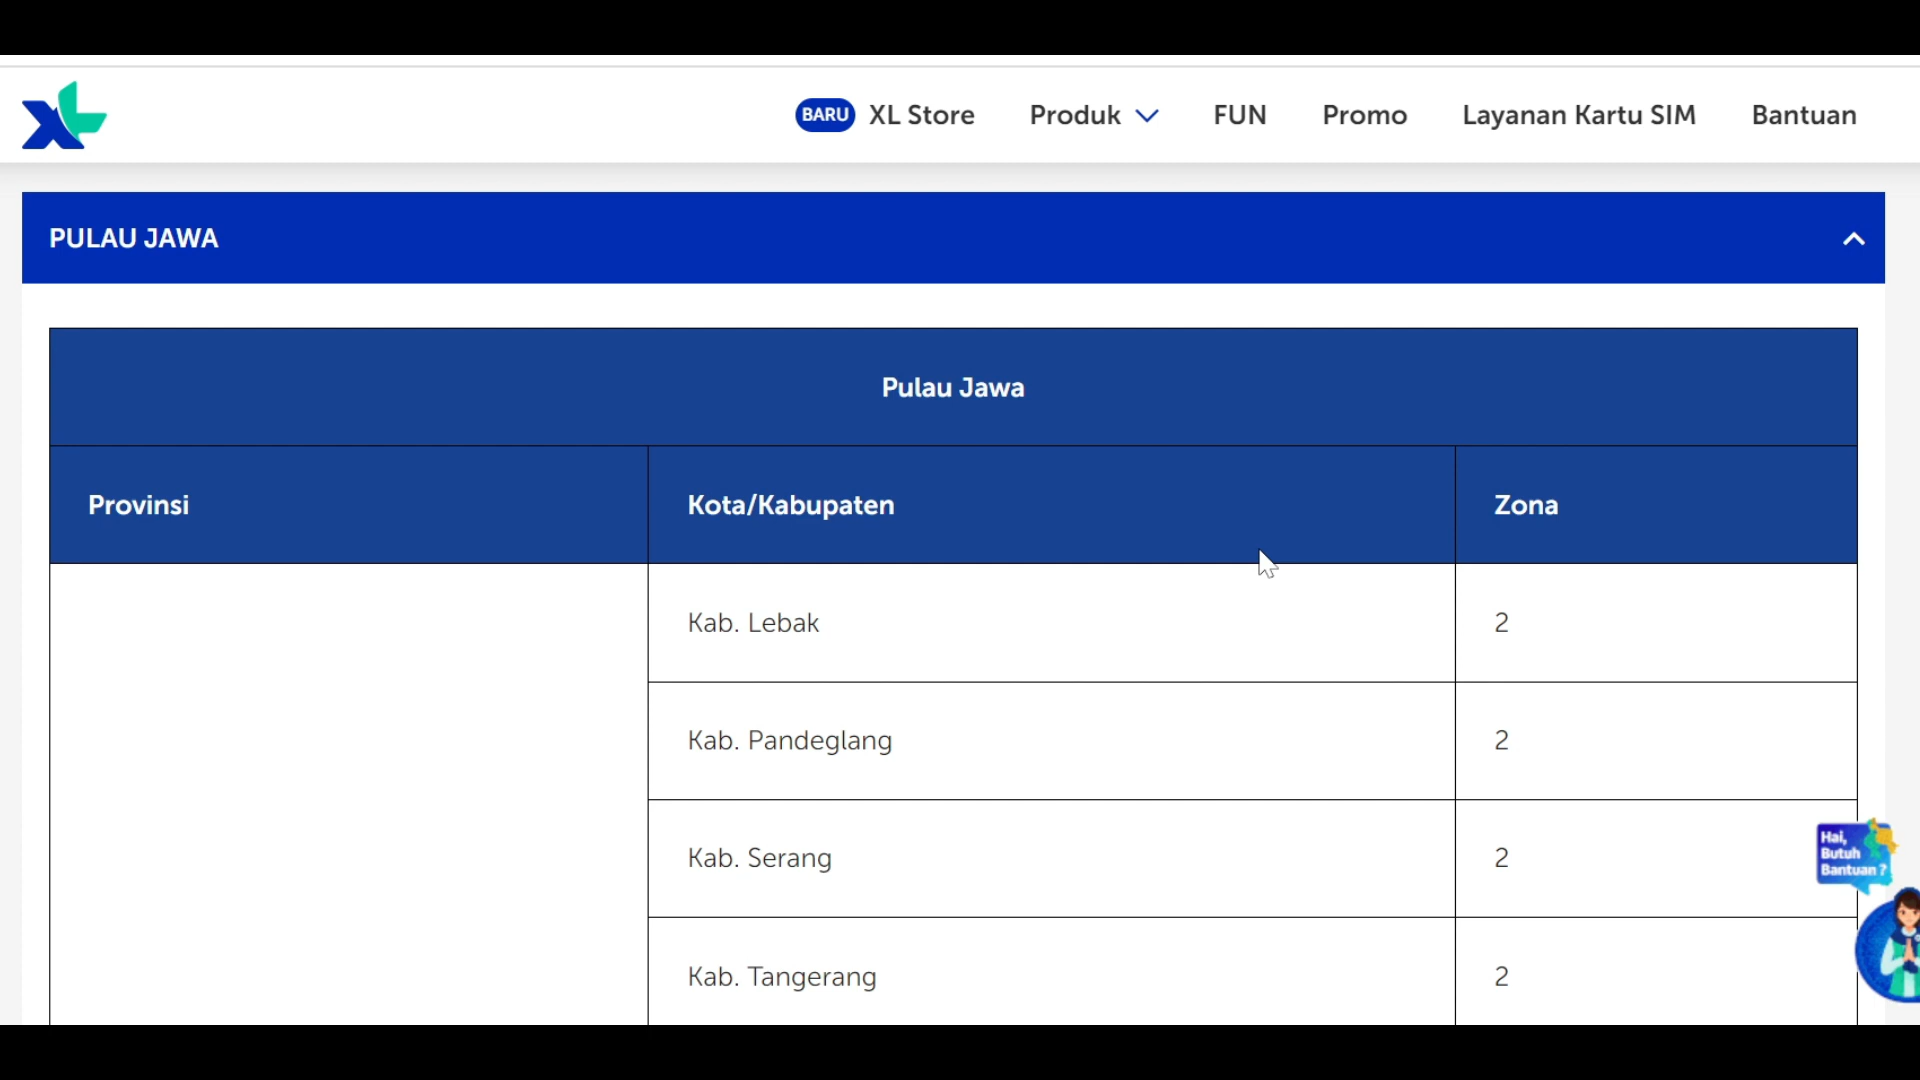 XL
BARU XL Store Produk FUN Promo Layanan Kartu SIM Bantuan
PULAU JAWA
Pulau Jawa
Provinsi Kota/Kabupaten Zona
Kab. Lebak 2
Kab. Pandeglang 2
Kab. Serang 2
Hai,
Butuh
Bantuan ?
Kab. Tangerang 2